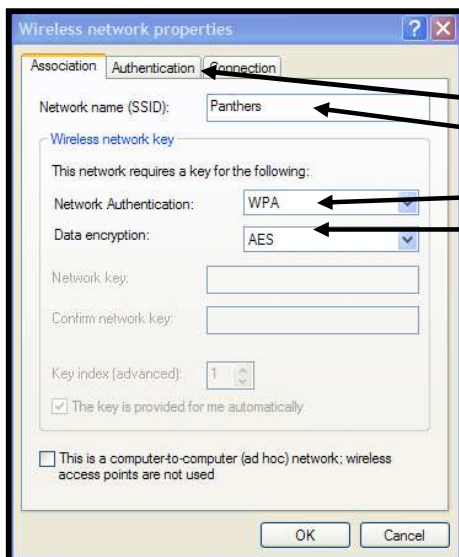 Wireless network properties
Association Authentication Connection
Network name (SSID): Panthers
Wireless network key
This network requires a key for the following:
Network Authentication: WPA
Data encryption: AES
Network key:
Confirm network key:
Key index (advanced): 1
The key is provided for me automatically
This is a computer-to-computer (ad hoc) network; wireless
access points are not used
OK Cancel